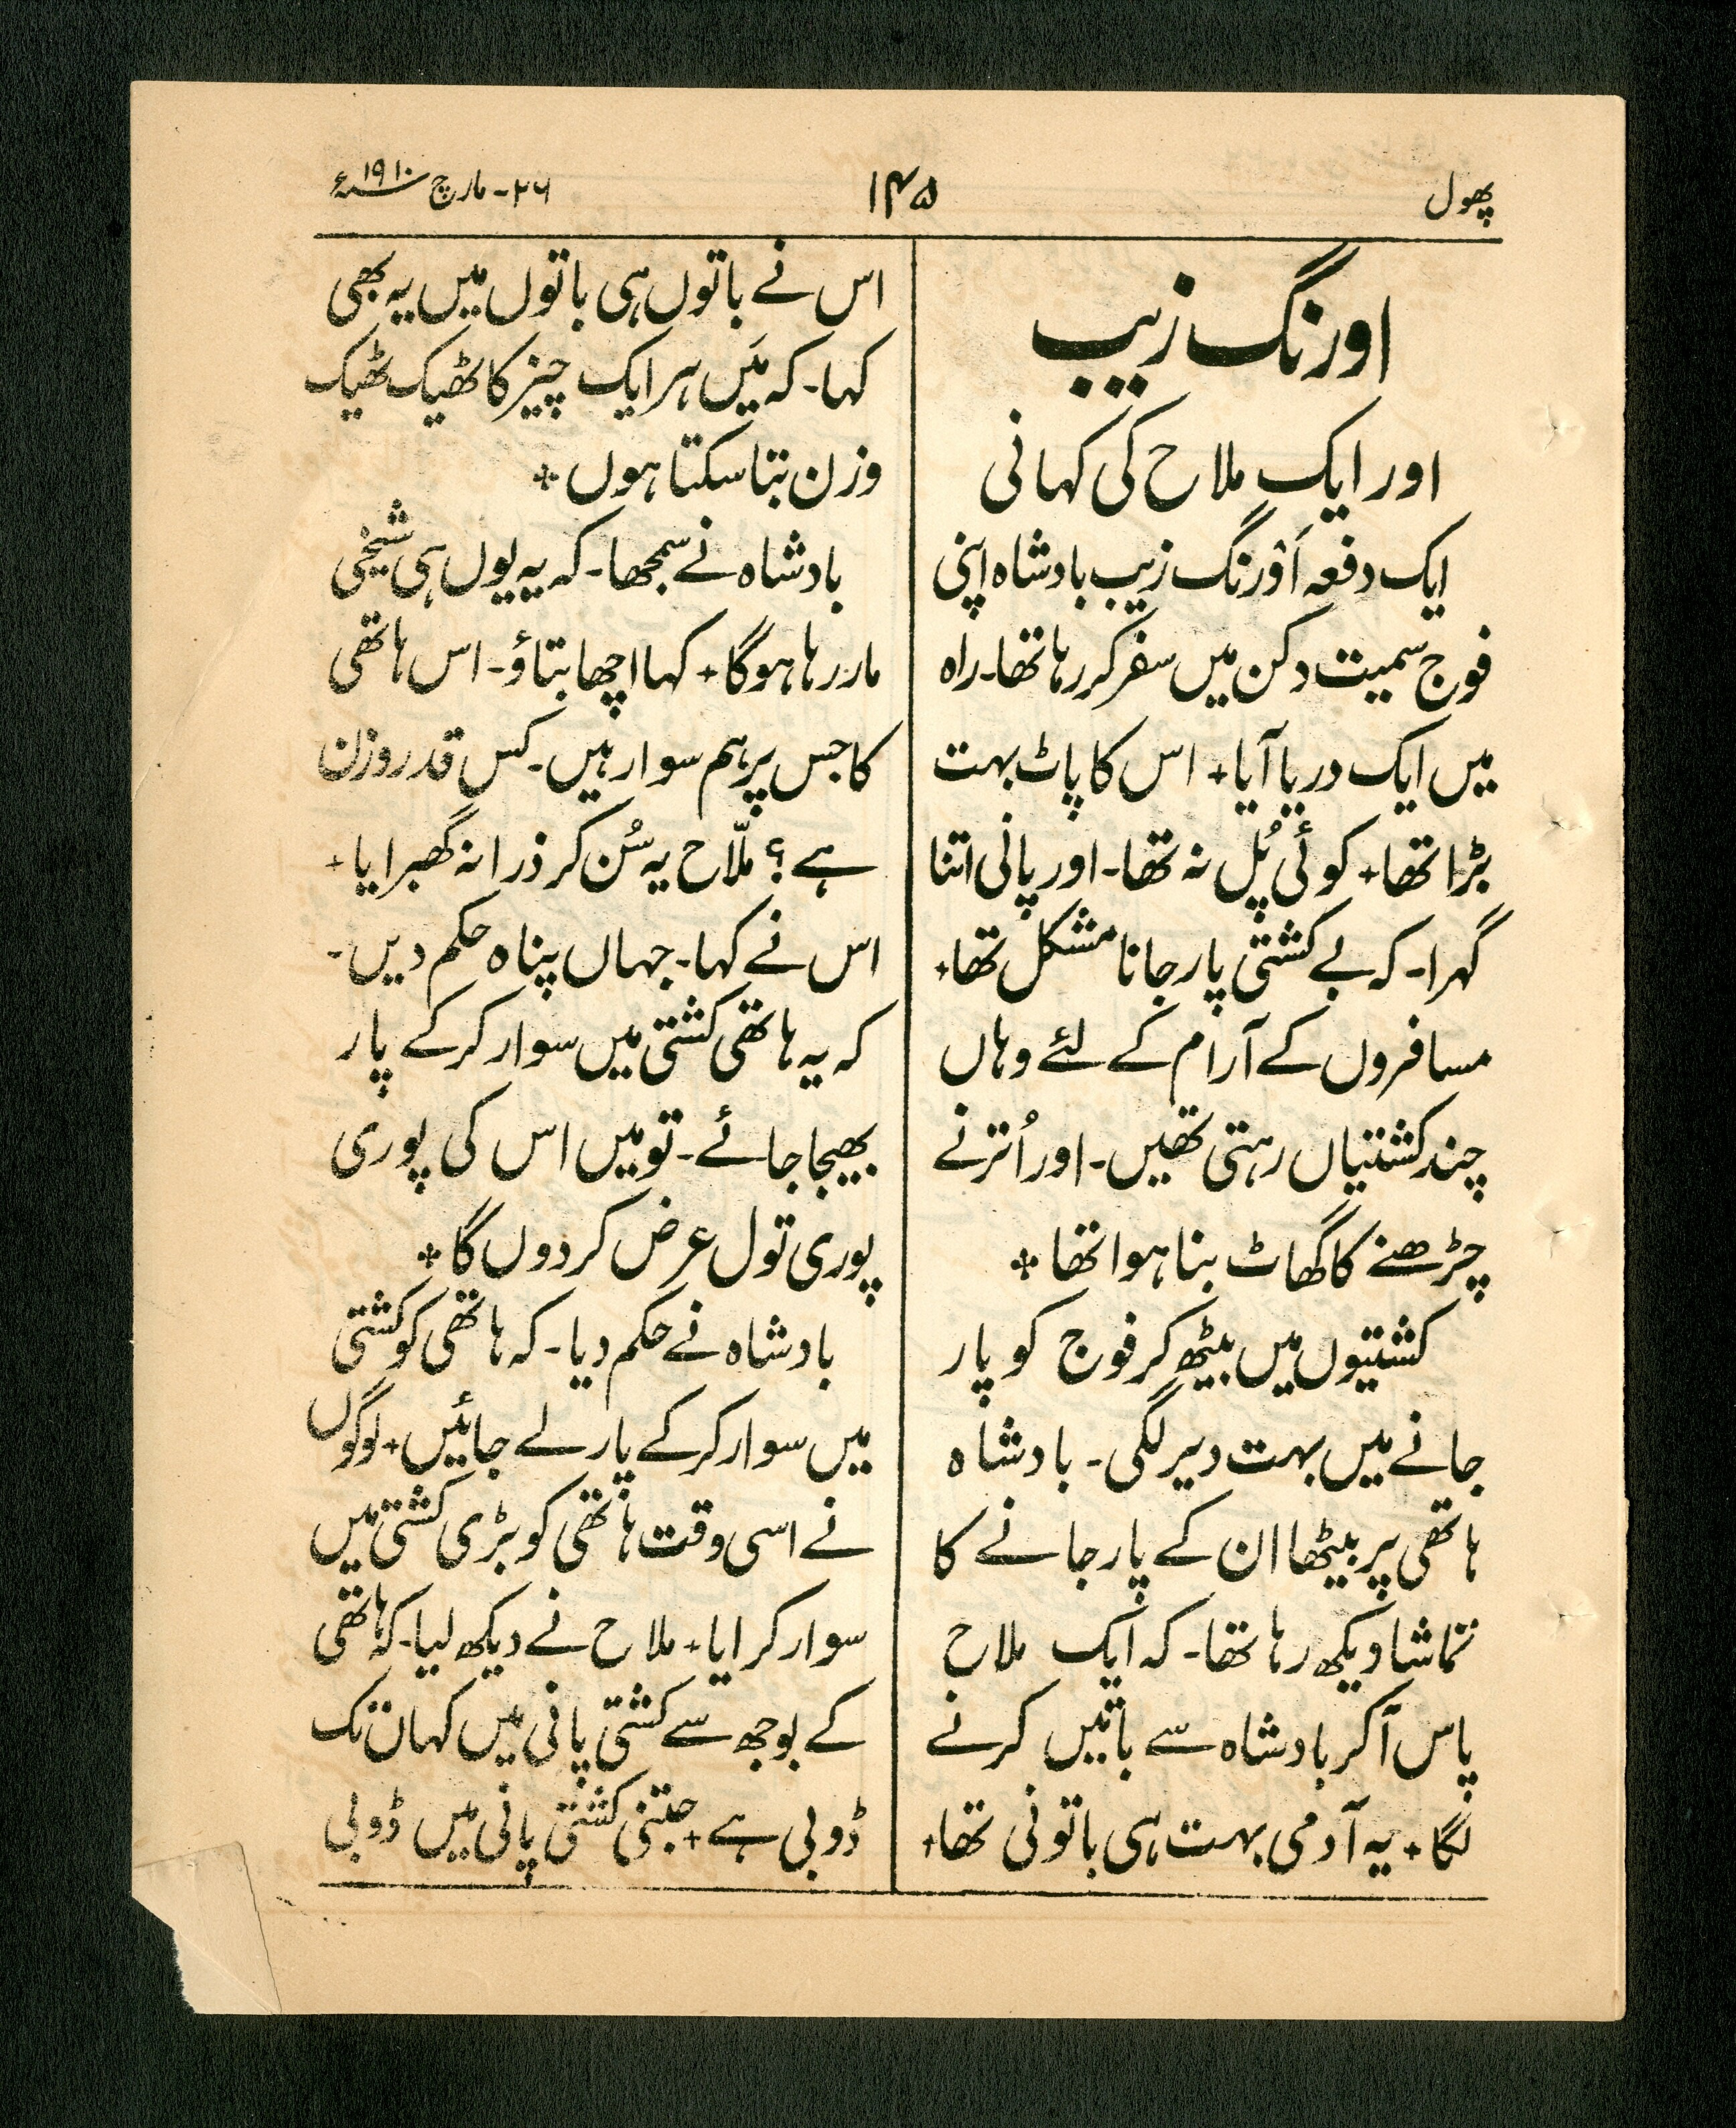 پھول
۱۴۵
۲۶- مارچ سنہ ۱۹۱۰ء
اورنگ زیب
اور ایک ملاح کی کہانی
ایک دفعہ اَوْرنگ زیب بادشاہ اپنی
فوج سمیت دکن میں سفر کر رہا تھا۔ راہ
میں ایک دریا آیا+ اس کا پاٹ بہت
بڑا تھا+ کوئی پُل نہ تھا۔ اور پانی اتنا
گہرا۔ کہ بے کشتی پار جانا مشکل تھا+
مسافروں کے آرام کے لئے وہاں
چند کشتیاں رہتی تھیں۔ اور اُترنے
چڑھنے کا گھاٹ بنا ہوا تھا +
کشتیوں میں بیٹھ کر فوج کو پار
جانے میں بہت دیر لگی۔ بادشاہ
ہاتھی پر بیٹھا ان کے پار جانے کا
تماشا دیکھ رہا تھا۔ کہ ایک ملاح
پاس آکر بادشاہ سے باتیں کرنے
لگا+ یہ آدمی بہت ہی باتونی تھا+
اس نے باتوں ہی باتوں میں یہ بھی
کہا۔ کہ مَیں ہر ایک چیز کا ٹھیک ٹھیک
وزن بتا سکتا ہوں +
بادشاہ نے سمجھا۔ کہ یہ یوں ہی شیخی
مار رہا ہوگا+ کہا اچھا بتاؤ۔ اس ہاتھی
کا جس پر ہم سوار ہیں۔ کس قدر وزن
ہے؟ ملّاح یہ سُن کر ذرا نہ گھبرایا+
اس نے کہا۔ جہاں پناہ حکم دیں۔
کہ یہ ہاتھی کشتی میں سوار کرکے پار
بھیجا جائے۔ تو میں اس کی پوری
پوری تول عرض کر دوں گا +
بادشاہ نے حکم دیا۔ کہ ہاتھی کو کشتی
میں سوار کرکے پار لے جائیں+ لوگوں
نے اسی وقت ہاتھی کو بڑی کشتی میں
سوار کرایا+ ملاح نے دیکھ لیا۔ کہ ہاتھی
کے بوجھ سے کشتی پانی میں کہاں تک
ڈوبی ہے+ جتنی کشتی پانی میں ڈوبی